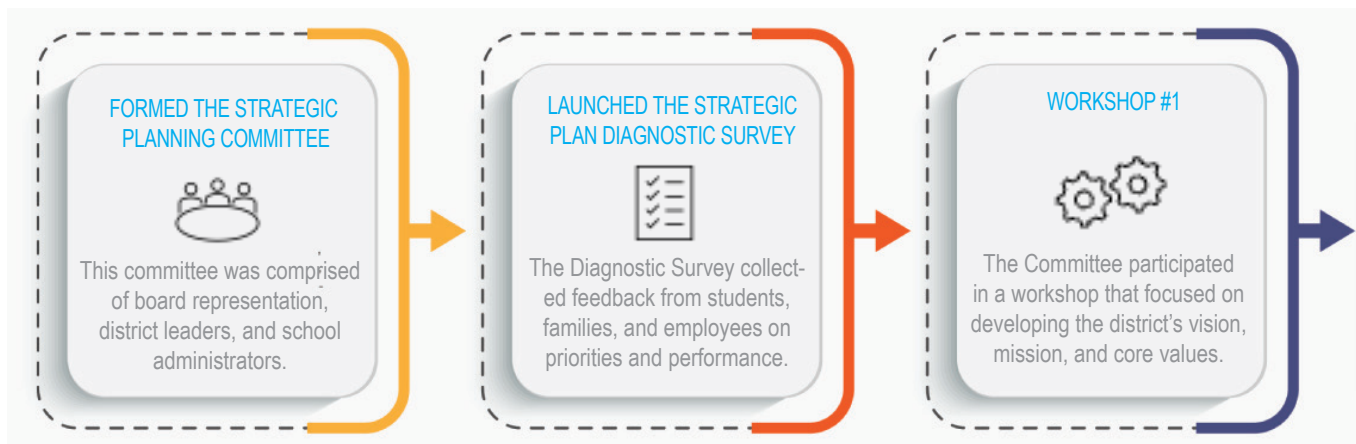 FORMED THE STRATEGIC
PLANNING COMMITTEE
This committee was comprised
of board representation,
district leaders, and school
administrators.
LAUNCHED THE STRATEGIC
PLAN DIAGNOSTIC SURVEY
The Diagnostic Survey collect-
ed feedback from students,
families, and employees on
priorities and performance.
WORKSHOP #1
The Committee participated
in a workshop that focused on
developing the district’s vision,
mission, and core values.